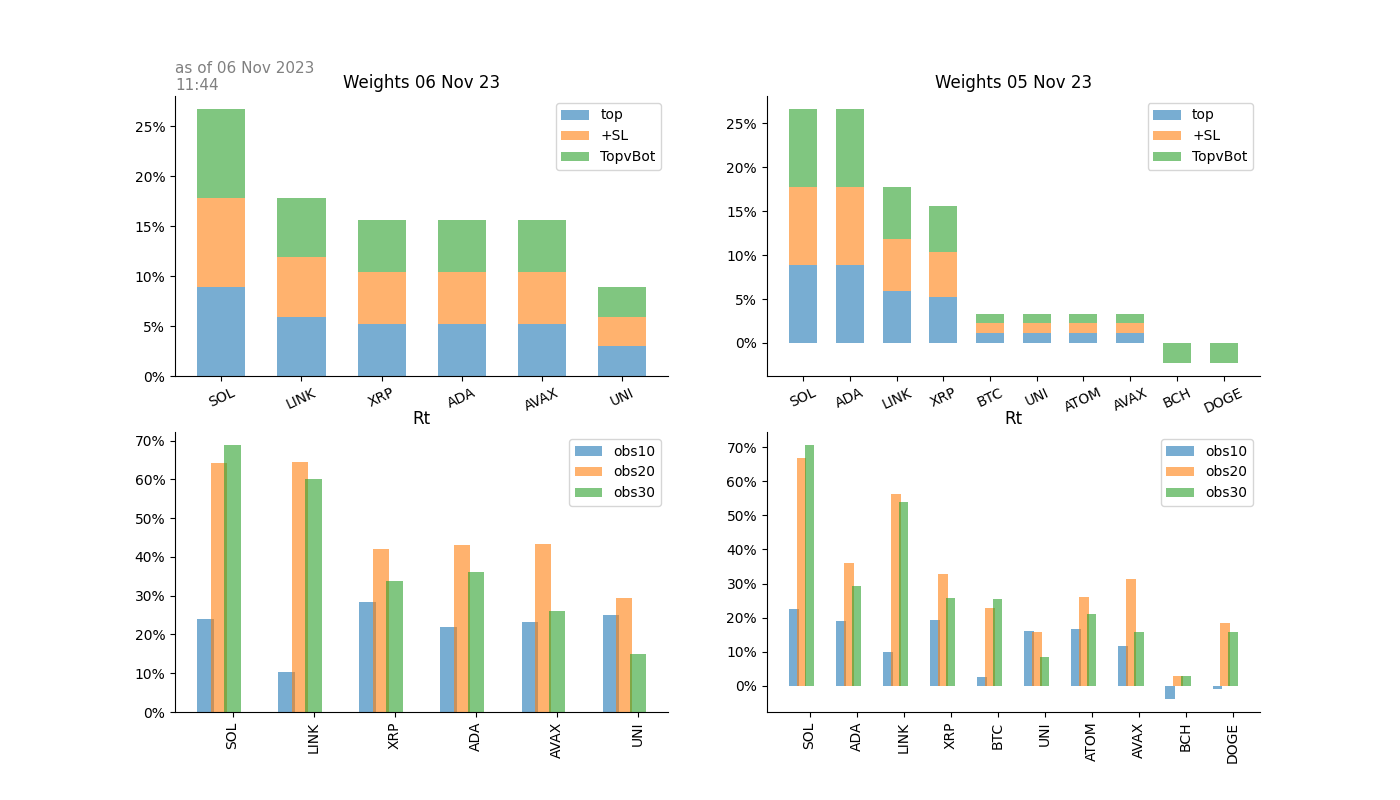 as of 06 Nov 2023
11:44
Weights 06 Nov 23
25%
20%
15%
10%
5%
0%
top
+SL
TopvBot
SOL
LINK
XRP
ADA
AVAX
UNI
Weights 05 Nov 23
25%
20%
15%
10%
5%
0%
top
+SL
TopvBot
SOL
ADA
LINK
XRP
BTC
UNI
ATOM
AVAX
BCH
DOGE
Rt
70%
60%
50%
40%
30%
20%
10%
0%
obs10
obs20
obs30
SOL
LINK
XRP
ADA
AVAX
UNI
Rt
70%
60%
50%
40%
30%
20%
10%
0%
obs10
obs20
obs30
SOL
ADA
LINK
XRP
BTC
UNI
ATOM
AVAX
BCH
DOGE